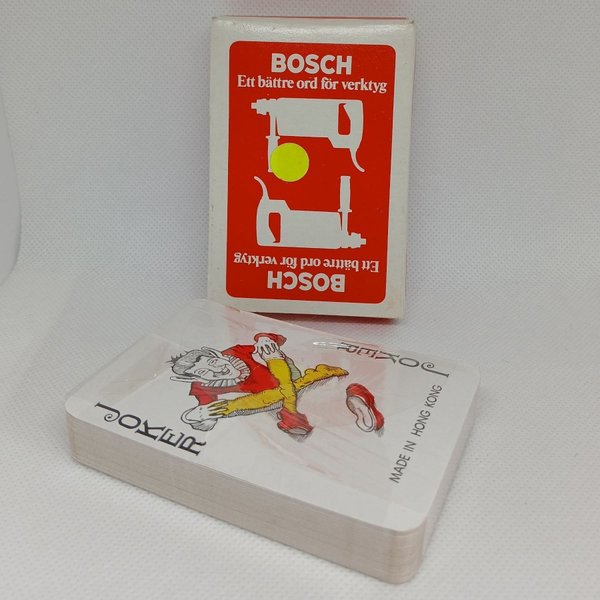 BOSCH
Ett bättre ord för verktyg
Ett bättre ord för verktyg
BOSCH
JOKER
JOKER
MADE IN HONG KONG